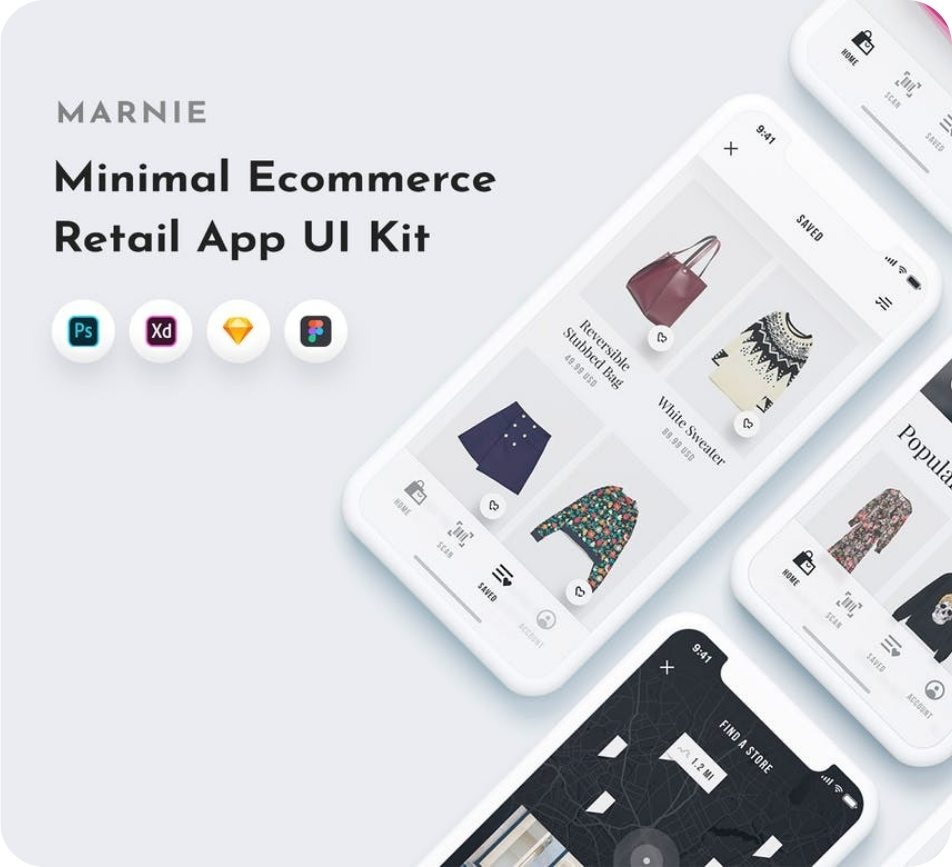 MARNIE
Minimal Ecommerce
Retail App UI Kit
Ps
Xd
HOME
SCAN
SAVED
9:41
SAVED
Reversible
Stubbed Bag
49.99 USD
White Sweater
89.99 USD
HOME
SCAN
SAVED
ACCOUNT
HOME
SCAN
SAVED
ACCOUNT
9:41
FIND A STORE
1.2 MI